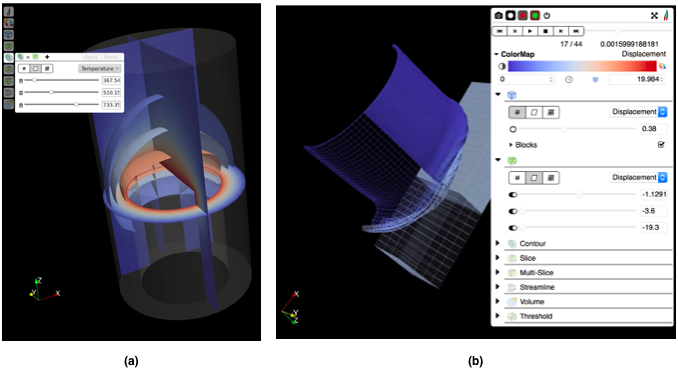 +
Temperature
367.54
510.15
733.35
Z
Y
X
(a)
17 / 44 0.0015999188181
ColorMap Displacement
0 19.984
Displacement
0.38
Blocks
Displacement
-1.1291
-3.6
-19.3
Contour
Slice
Multi-Slice
Streamline
Volume
Threshold
X
Y
Z
(b)